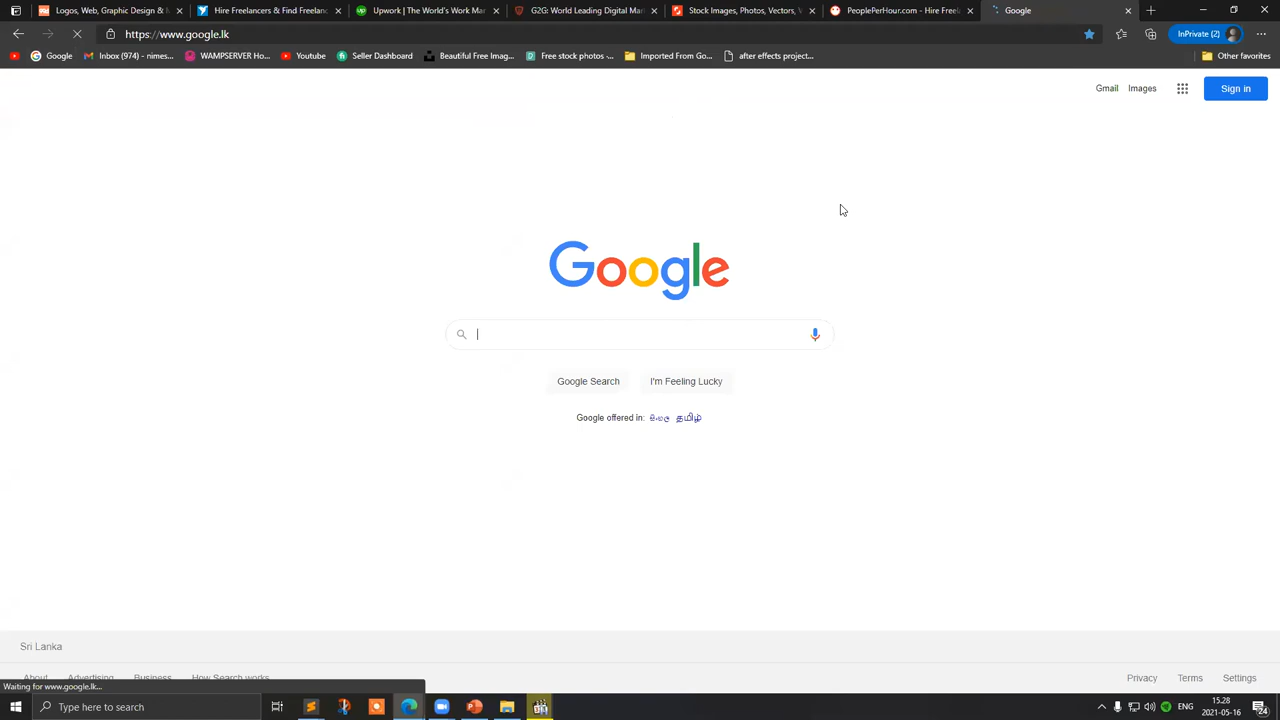 Logos, Web, Graphic Design & M
Hire Freelancers & Find Freelanc
Upwork | The World's Work Mar
G2G: World Leading Digital Mar
Stock Images, Photos, Vectors, V
PeoplePerHour.com - Hire Freel
Google
https://www.google.lk
InPrivate (2)
Google
Inbox (974) - nimes...
WAMPSERVER Ho...
Youtube
Seller Dashboard
Beautiful Free Imag...
Free stock photos -...
Imported From Go...
after effects project...
Other favorites
Gmail
Images
Sign in
Google
Google Search
I'm Feeling Lucky
Google offered in: සිංහල தமிழ்
Sri Lanka
About
Advertising
Business
How Search works
Privacy
Terms
Settings
Waiting for www.google.lk...
Type here to search
ENG
15.28
2021-05-16
24